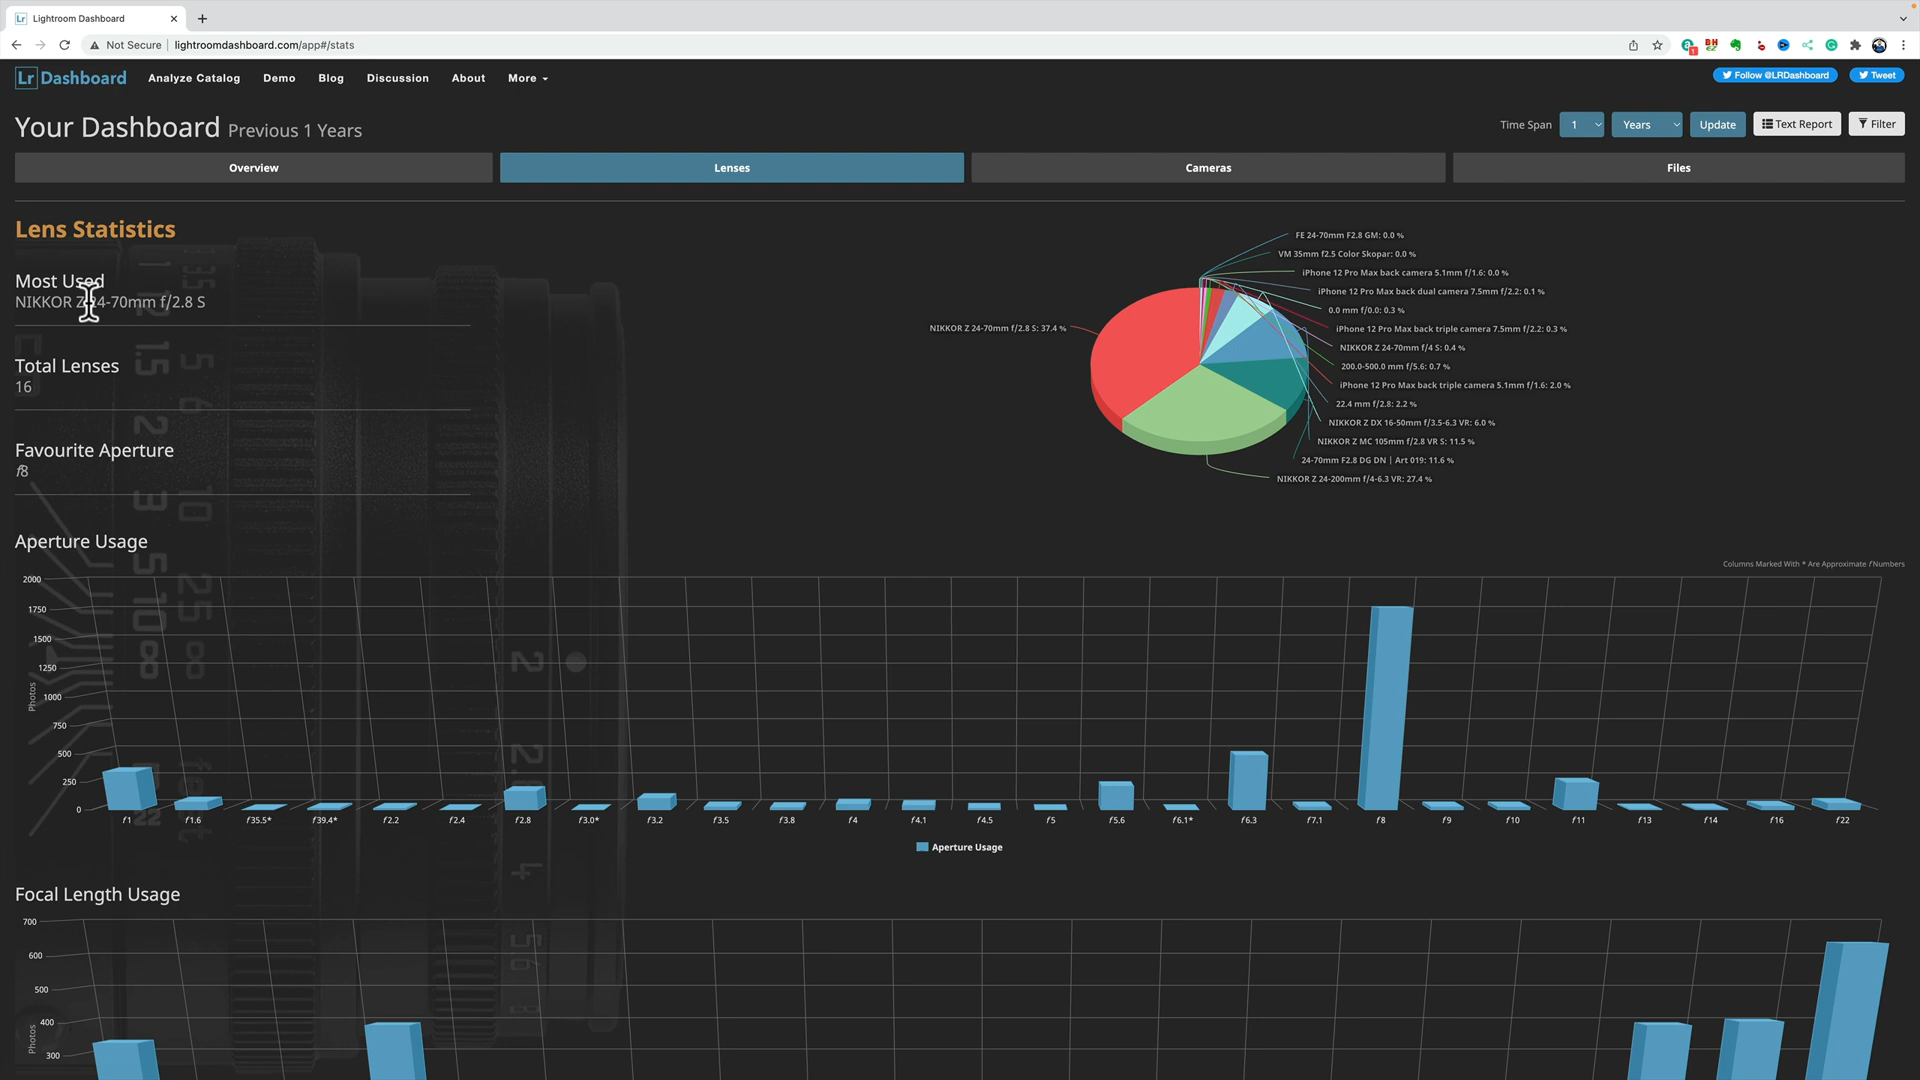 Lr Lightroom Dashboard
Not Secure lightroomdashboard.com/app#/stats
Lr Dashboard Analyze Catalog Demo Blog Discussion About More
Follow @LRDashboard Tweet
Your Dashboard Previous 1 Years
Time Span 1 Years Update Text Report Filter
Overview Lenses Cameras Files
Lens Statistics
Most Used
NIKKOR Z 24-70mm f/2.8 S
Total Lenses
16
Favourite Aperture
f8
FE 24-70mm F2.8 GM: 0.0 %
VM 35mm f2.5 Color Skopar: 0.0 %
iPhone 12 Pro Max back camera 5.1mm f/1.6: 0.0 %
iPhone 12 Pro Max back dual camera 7.5mm f/2.2: 0.1 %
0.0 mm f/0.0: 0.3 %
iPhone 12 Pro Max back triple camera 7.5mm f/2.2: 0.3 %
NIKKOR Z 24-70mm f/4 S: 0.4 %
200.0-500.0 mm f/5.6: 0.7 %
iPhone 12 Pro Max back triple camera 5.1mm f/1.6: 2.0 %
22.4 mm f/2.8: 2.2 %
NIKKOR Z DX 16-50mm f/3.5-6.3 VR: 6.0 %
NIKKOR Z MC 105mm f/2.8 VR S: 11.5 %
24-70mm F2.8 DG DN | Art 019: 11.6 %
NIKKOR Z 24-200mm f/4-6.3 VR: 27.4 %
NIKKOR Z 24-70mm f/2.8 S: 37.4 %
Aperture Usage
Columns Marked With * Are Approximate fNumbers
2000
1750
1500
1250
1000
750
500
250
0
Photos
f1 f1.6 f35.5* f39.4* f2.2 f2.4 f2.8 f3.0* f3.2 f3.5 f3.8 f4 f4.1 f4.5 f5 f5.6 f6.1* f6.3 f7.1 f8 f9 f10 f11 f13 f14 f16 f22
Aperture Usage
Focal Length Usage
700
600
500
400
300
Photos